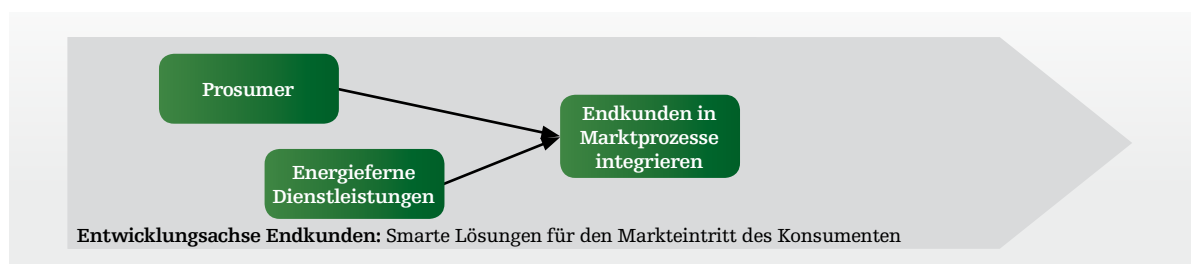 Prosumer
Endkunden in
Marktprozesse
integrieren
Energieferne
Dienstleistungen
Entwicklungsachse Endkunden: Smarte Lösungen für den Markteintritt des Konsumenten